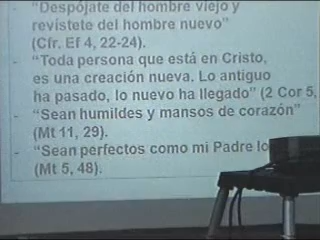 - “Despójate del hombre viejo y
revístete del hombre nuevo”
(Cfr. Ef 4, 22-24).
- “Toda persona que está en Cristo,
es una creación nueva. Lo antiguo
ha pasado, lo nuevo ha llegado” (2 Cor 5,
- “Sean humildes y mansos de corazón”
(Mt 11, 29).
- “Sean perfectos como mi Padre lo
(Mt 5, 48).